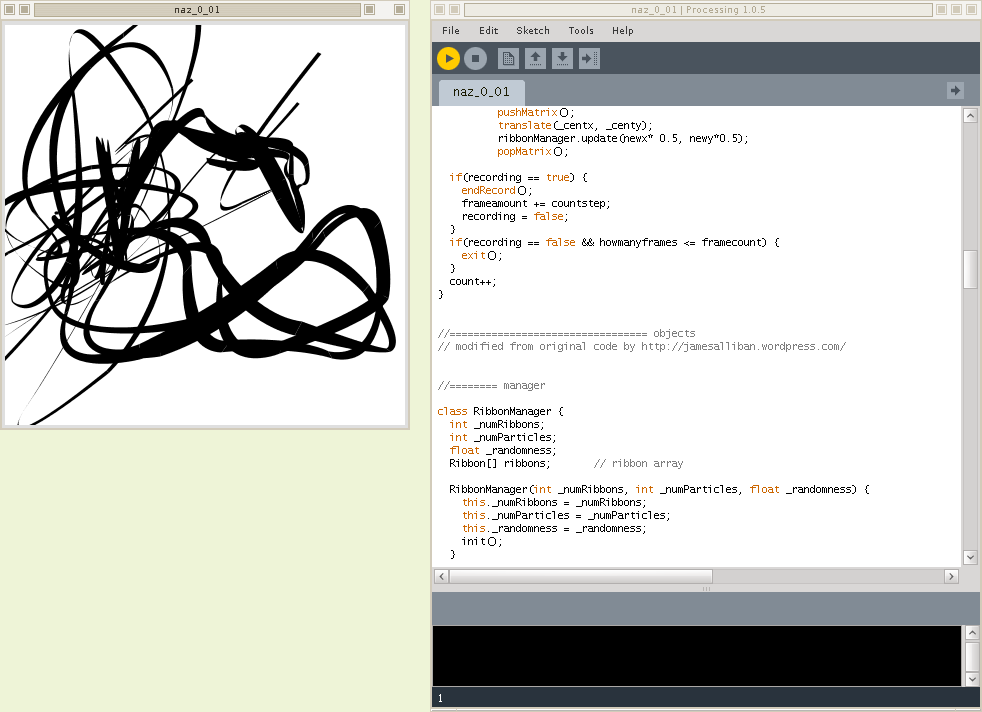 naz_0_01
naz_0_01 | Processing 1.0.5
File Edit Sketch Tools Help
naz_0_01
pushMatrix();
translate(_centx, _centy);
ribbonManager.update(newx* 0.5, newy*0.5);
popMatrix();
if(recording == true) {
endRecord();
frameamount += countstep;
recording = false;
}
if(recording == false && howmanyframes <= framecount) {
exit();
}
count++;
}
//================================= objects
// modified from original code by http://jamesalliban.wordpress.com/
//======== manager
class RibbonManager {
int _numRibbons;
int _numParticles;
float _randomness;
Ribbon[] ribbons;       // ribbon array
RibbonManager(int _numRibbons, int _numParticles, float _randomness) {
this._numRibbons = _numRibbons;
this._numParticles = _numParticles;
this._randomness = _randomness;
init();
}
1